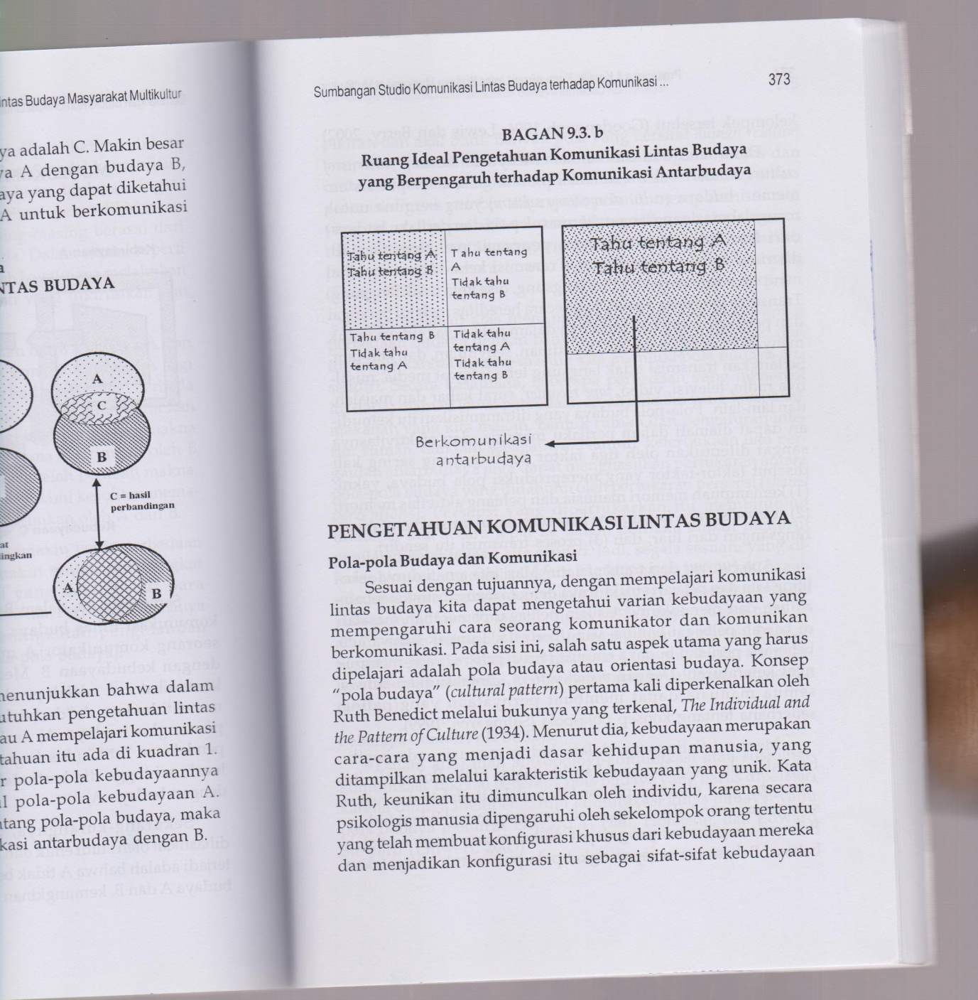 intas Budaya Masyarakat Multikultur
ya adalah C. Makin besar
ya A dengan budaya B,
aya yang dapat diketahui
A untuk berkomunikasi
a
NTAS BUDAYA
A
C
B
C = hasil
perbandingan
at
lingkan
A
B
nenunjukkan bahwa dalam
utuhkan pengetahuan lintas
au A mempelajari komunikasi
tahuan itu ada di kuadran 1.
r pola-pola kebudayaannya
l pola-pola kebudayaan A.
ntang pola-pola budaya, maka
kasi antarbudaya dengan B.
Sumbangan Studio Komunikasi Lintas Budaya terhadap Komunikasi ...
373
BAGAN 9.3. b
Ruang Ideal Pengetahuan Komunikasi Lintas Budaya
yang Berpengaruh terhadap Komunikasi Antarbudaya
Tahu tentang A
Tahu tentang B
Tahu tentang
A
Tidak tahu
tentang B
Tahu tentang B
Tidak tahu
tentang A
Tidak tahu
tentang A
Tidak tahu
tentang B
Tahu tentang A
Tahu tentang B
Berkomunikasi
antarbudaya
PENGETAHUAN KOMUNIKASI LINTAS BUDAYA
Pola-pola Budaya dan Komunikasi
Sesuai dengan tujuannya, dengan mempelajari komunikasi
lintas budaya kita dapat mengetahui varian kebudayaan yang
mempengaruhi cara seorang komunikator dan komunikan
berkomunikasi. Pada sisi ini, salah satu aspek utama yang harus
dipelajari adalah pola budaya atau orientasi budaya. Konsep
“pola budaya” (cultural pattern) pertama kali diperkenalkan oleh
Ruth Benedict melalui bukunya yang terkenal, The Individual and
the Pattern of Culture (1934). Menurut dia, kebudayaan merupakan
cara-cara yang menjadi dasar kehidupan manusia, yang
ditampilkan melalui karakteristik kebudayaan yang unik. Kata
Ruth, keunikan itu dimunculkan oleh individu, karena secara
psikologis manusia dipengaruhi oleh sekelompok orang tertentu
yang telah membuat konfigurasi khusus dari kebudayaan mereka
dan menjadikan konfigurasi itu sebagai sifat-sifat kebudayaan